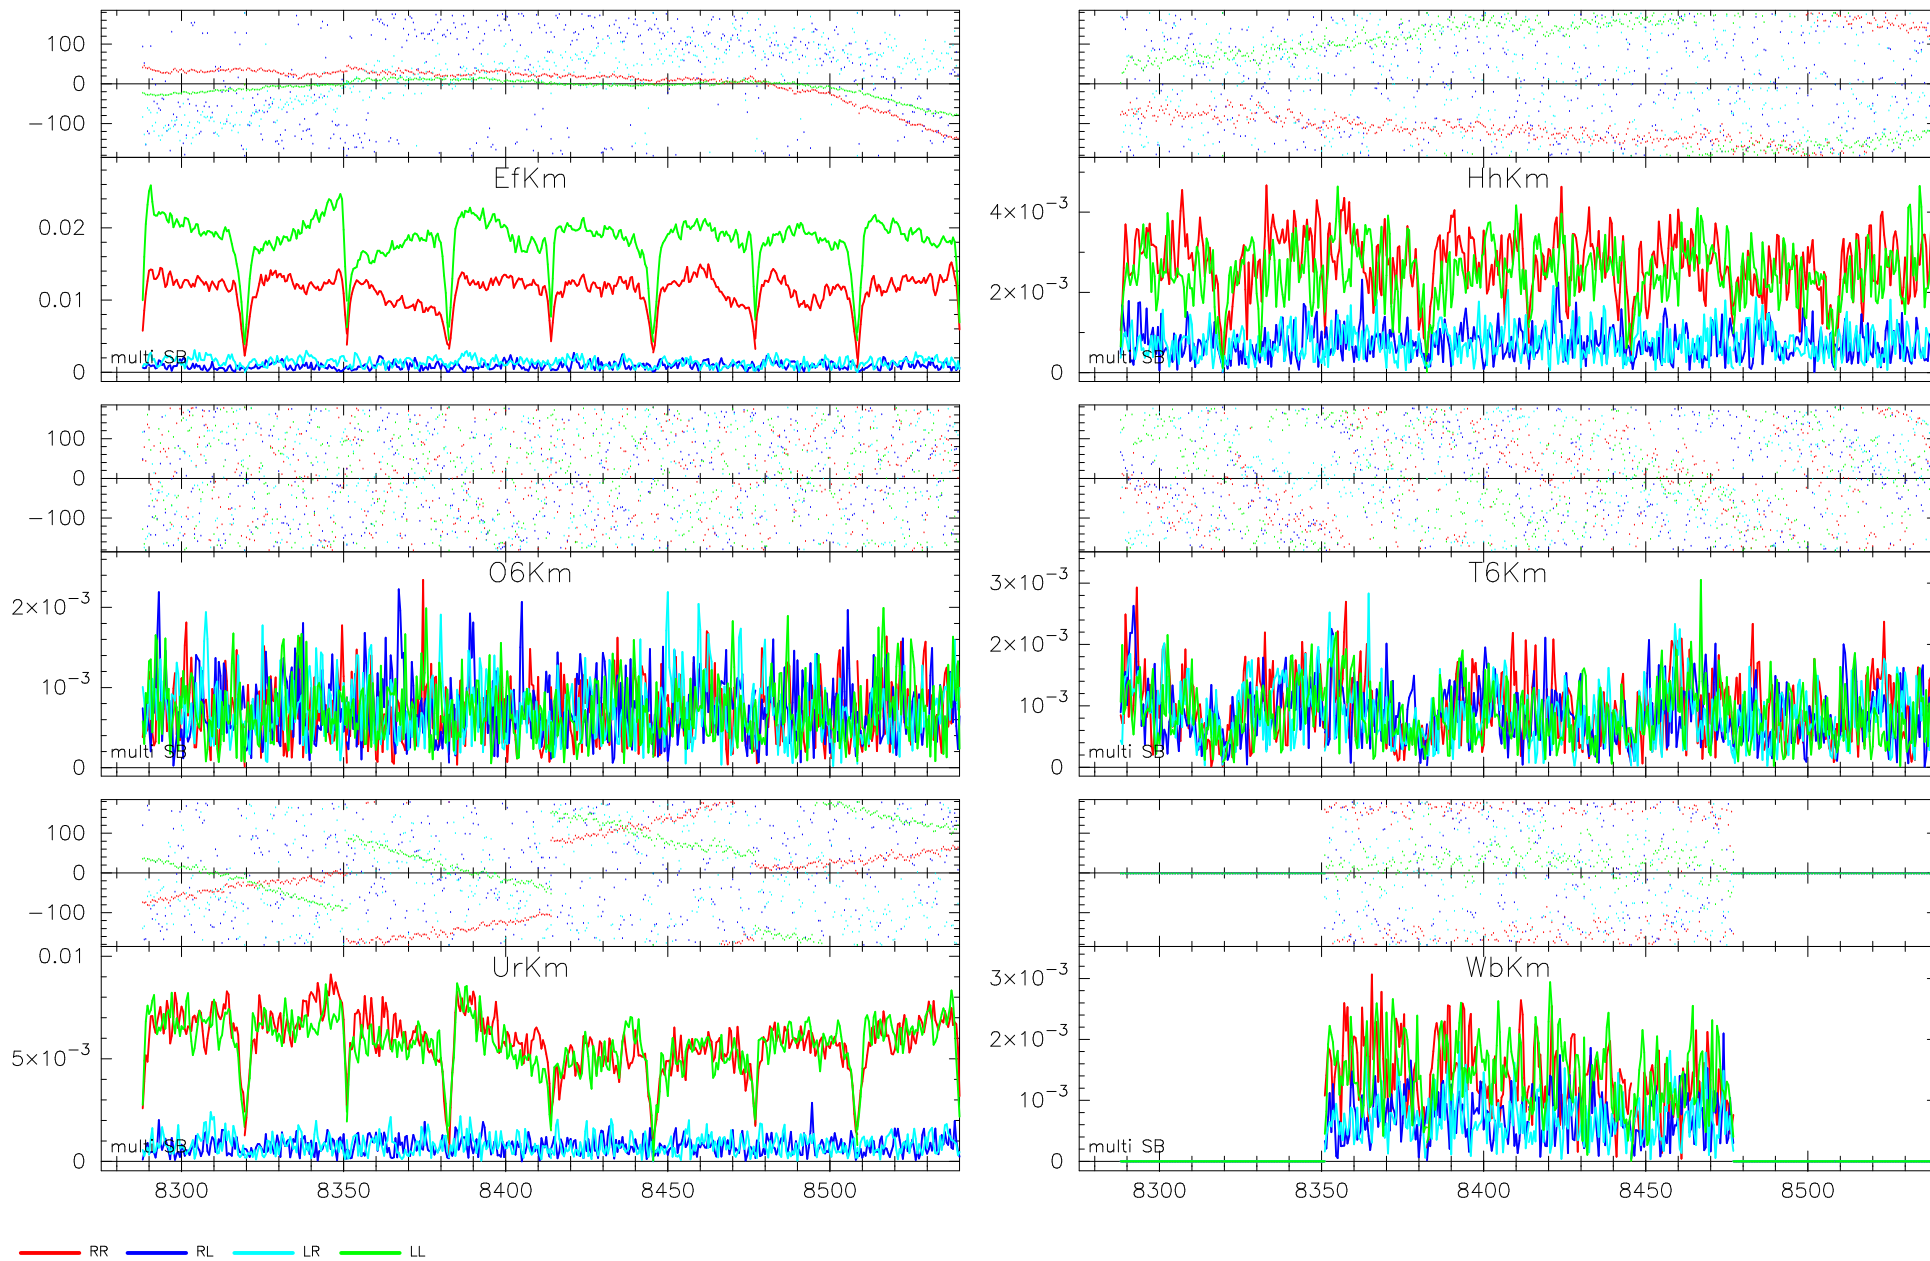 100
0
−100
EfKm
0.02
0.01
multi SB
0
HhKm
4×10⁻³
2×10⁻³
multi SB
0
100
0
−100
O6Km
2×10⁻³
10⁻³
multi SB
0
T6Km
3×10⁻³
2×10⁻³
10⁻³
multi SB
0
100
0
−100
UrKm
0.01
5×10⁻³
multi SB
0
8300 8350 8400 8450 8500
WbKm
3×10⁻³
2×10⁻³
10⁻³
multi SB
0
8300 8350 8400 8450 8500
RR RL LR LL